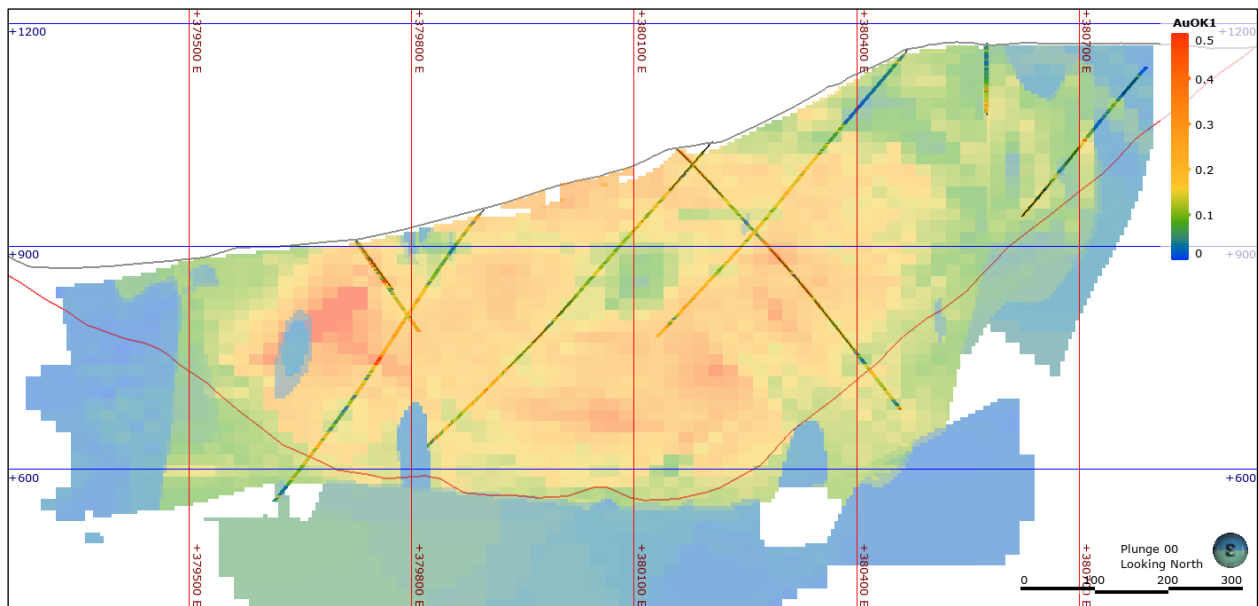 +1200
+379500 E
+379800 E
+380100 E
+380400 E
+380700 E
AuOK1
0.5
0.4
0.3
0.2
0.1
0
+1200
+900
+900
+600
+600
+379500 E
+379800 E
+380100 E
+380400 E
+380700 E
Plunge 00
Looking North
S
0 100 200 300